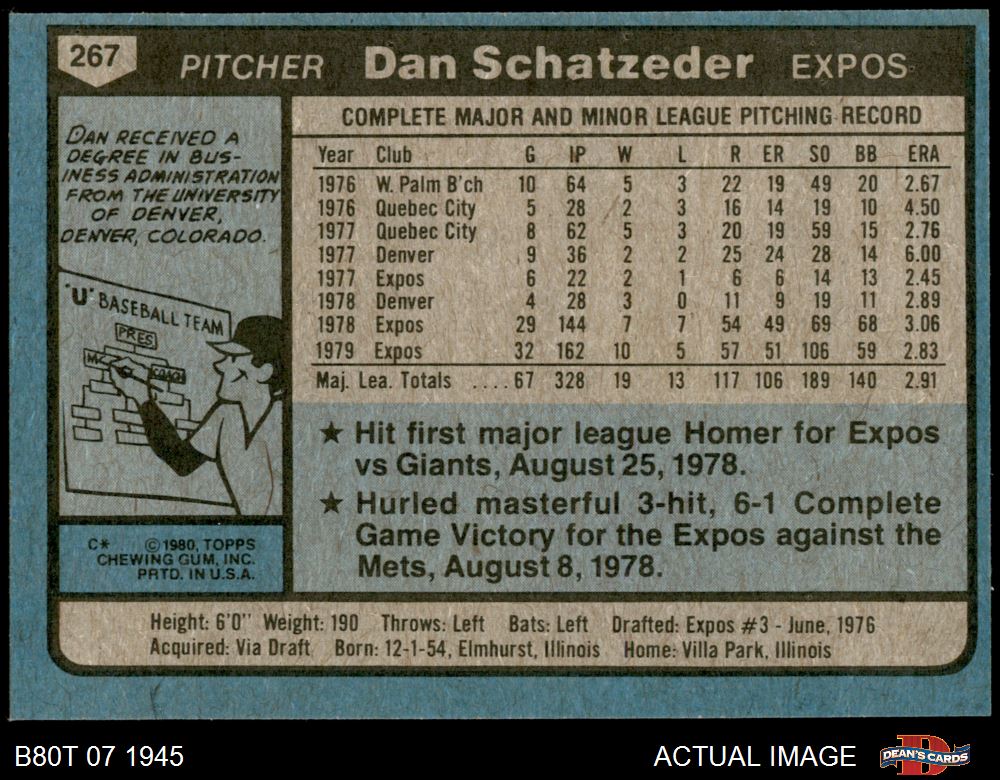 267 PITCHER Dan Schatzeder EXPOS
DAN RECEIVED A
DEGREE IN BUS-
INESS ADMINISTRATION
FROM THE UNIVERSITY
OF DENVER,
DENVER, COLORADO.
"U" BASEBALL TEAM
PRES
COACH
C* ©1980, TOPPS
CHEWING GUM, INC.
PRTD. IN U.S.A.
COMPLETE MAJOR AND MINOR LEAGUE PITCHING RECORD
Year Club G IP W L R ER SO BB ERA
1976 W. Palm B'ch 10 64 5 3 22 19 49 20 2.67
1976 Quebec City 5 28 2 3 16 14 19 10 4.50
1977 Quebec City 8 62 5 3 20 19 59 15 2.76
1977 Denver 9 36 2 2 25 24 28 14 6.00
1977 Expos 6 22 2 1 6 6 14 13 2.45
1978 Denver 4 28 3 0 11 9 19 11 2.89
1978 Expos 29 144 7 7 54 49 69 68 3.06
1979 Expos 32 162 10 5 57 51 106 59 2.83
Maj. Lea. Totals ....67 328 19 13 117 106 189 140 2.91
★ Hit first major league Homer for Expos
vs Giants, August 25, 1978.
★ Hurled masterful 3-hit, 6-1 Complete
Game Victory for the Expos against the
Mets, August 8, 1978.
Height: 6'0" Weight: 190 Throws: Left Bats: Left Drafted: Expos #3 - June, 1976
Acquired: Via Draft Born: 12-1-54, Elmhurst, Illinois Home: Villa Park, Illinois
B80T 07 1945 ACTUAL IMAGE DEAN'S CARDS